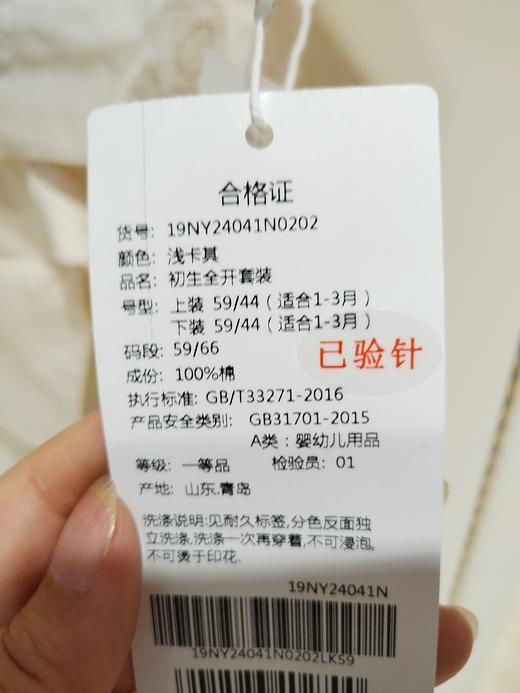 合格证
货号: 19NY24041N0202
颜色: 浅卡其
品名: 初生全开套装
号型: 上装 59/44 (适合1-3月)
下装 59/44 (适合1-3月)
码段: 59/66
成份: 100%棉
已验针
执行标准: GB/T33271-2016
产品安全类别: GB31701-2015
A类: 婴幼儿用品
等级: 一等品 检验员: 01
产地: 山东.青岛
洗涤说明:见耐久标签,分色反面独
立洗涤,洗涤一次再穿着,不可浸泡,
不可烫于印花.
19NY24041N
19NY24041N0202LK59